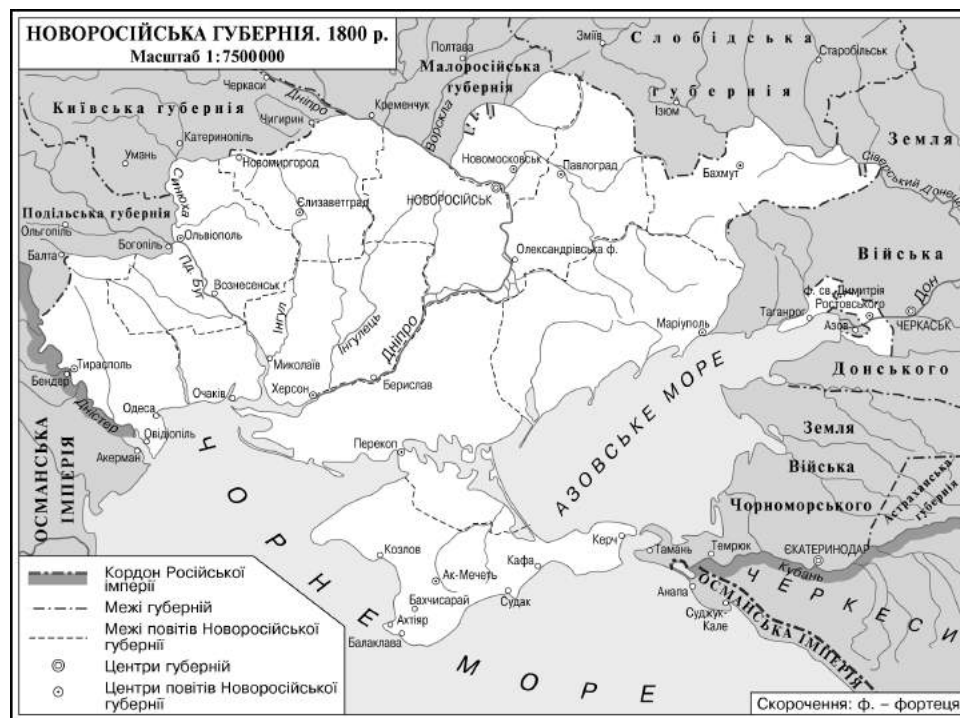 НОВОРОСІЙСЬКА ГУБЕРНІЯ. 1800 р.
Масштаб 1:7500000
Полтава
Зміїв
Слобідська
губернія
Старобільськ
Малоросійська
губернія
Черкаси
Дніпро
Кременчук
Ворскла
Ізюм
Київська губернія
Чигирин
Катеринопіль
Умань
Новомиргород
Новомосковськ
Павлоград
Бахмут
Земля
Сіверський Донець
Синюха
Єлизаветград
НОВОРОСІЙСЬК
Подільська губернія
Ольгопіль
Ольвіополь
Богопіль
Балта
Пд. Буг
Вознесенськ
Олександрівська ф.
Війська
Інгул
Інгулець
Дніпро
ф. св. Димитрія
Ростовського
Дон
Таганрог
Азов
ЧЕРКАСЬК
Маріуполь
Тирасполь
Бендер
Миколаїв
Очаків
Херсон
Берислав
Донського
Дністер
Одеса
Овідіополь
Акерман
ОСМАНСЬКА
ІМПЕРІЯ
Перекоп
АЗОВСЬКЕ МОРЕ
Земля
Війська
Чорноморського
Астраханська
губернія
ЧОРНЕ МОРЕ
Козлов
Ак-Мечеть
Бахчисарай
Ахтіяр
Балаклава
Кафа
Судак
Керч
Тамань
Темрюк
ЄКАТЕРИНОДАР
Кубань
Анапа
Суджук-
Кале
ОСМАНСЬКА ІМПЕРІЯ
ЧЕРКЕСИ
Кордон Російської
імперії
Межі губерній
Межі повітів Новоросійської
губернії
Центри губерній
Центри повітів Новоросійської
губернії
Скорочення: ф. – фортеця